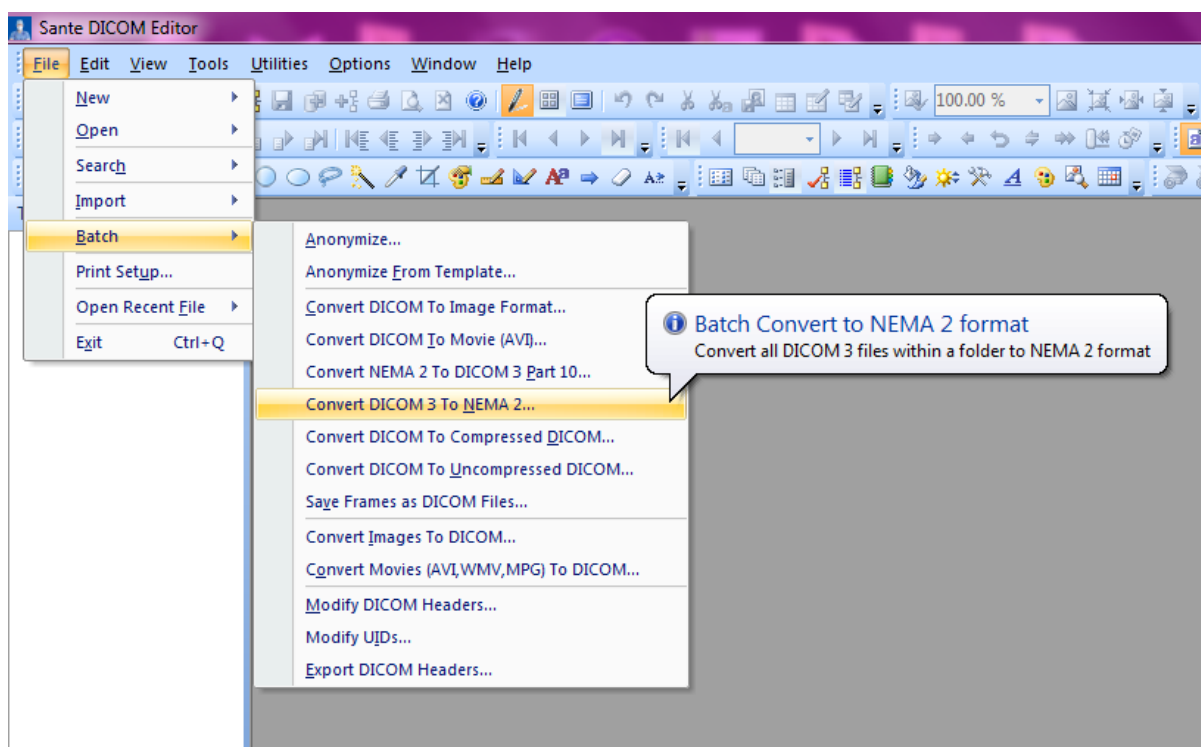 Sante DICOM Editor
File Edit View Tools Utilities Options Window Help
New
Open
Search
Import
Batch
Print Setup...
Open Recent File
Exit Ctrl+Q
100.00 %
Anonymize...
Anonymize From Template...
Convert DICOM To Image Format...
Convert DICOM To Movie (AVI)...
Convert NEMA 2 To DICOM 3 Part 10...
Convert DICOM 3 To NEMA 2...
Convert DICOM To Compressed DICOM...
Convert DICOM To Uncompressed DICOM...
Save Frames as DICOM Files...
Convert Images To DICOM...
Convert Movies (AVI,WMV,MPG) To DICOM...
Modify DICOM Headers...
Modify UIDs...
Export DICOM Headers...
Batch Convert to NEMA 2 format
Convert all DICOM 3 files within a folder to NEMA 2 format